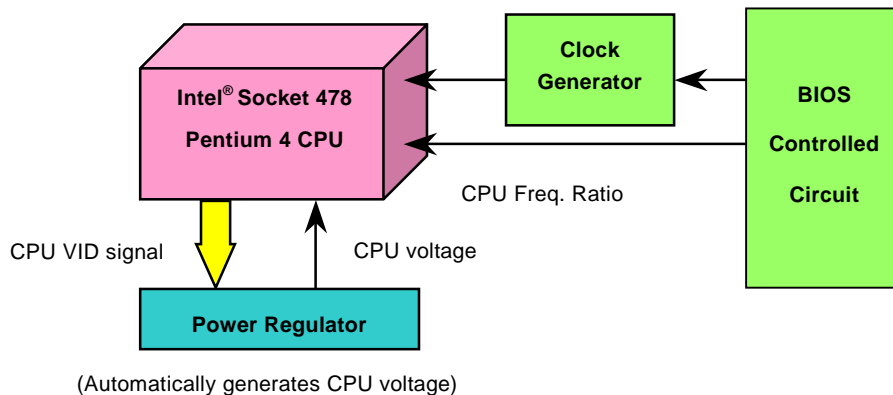 Intel® Socket 478
Pentium 4 CPU
Clock
Generator
BIOS
Controlled
Circuit
CPU Freq. Ratio
CPU VID signal
CPU voltage
Power Regulator
(Automatically generates CPU voltage)